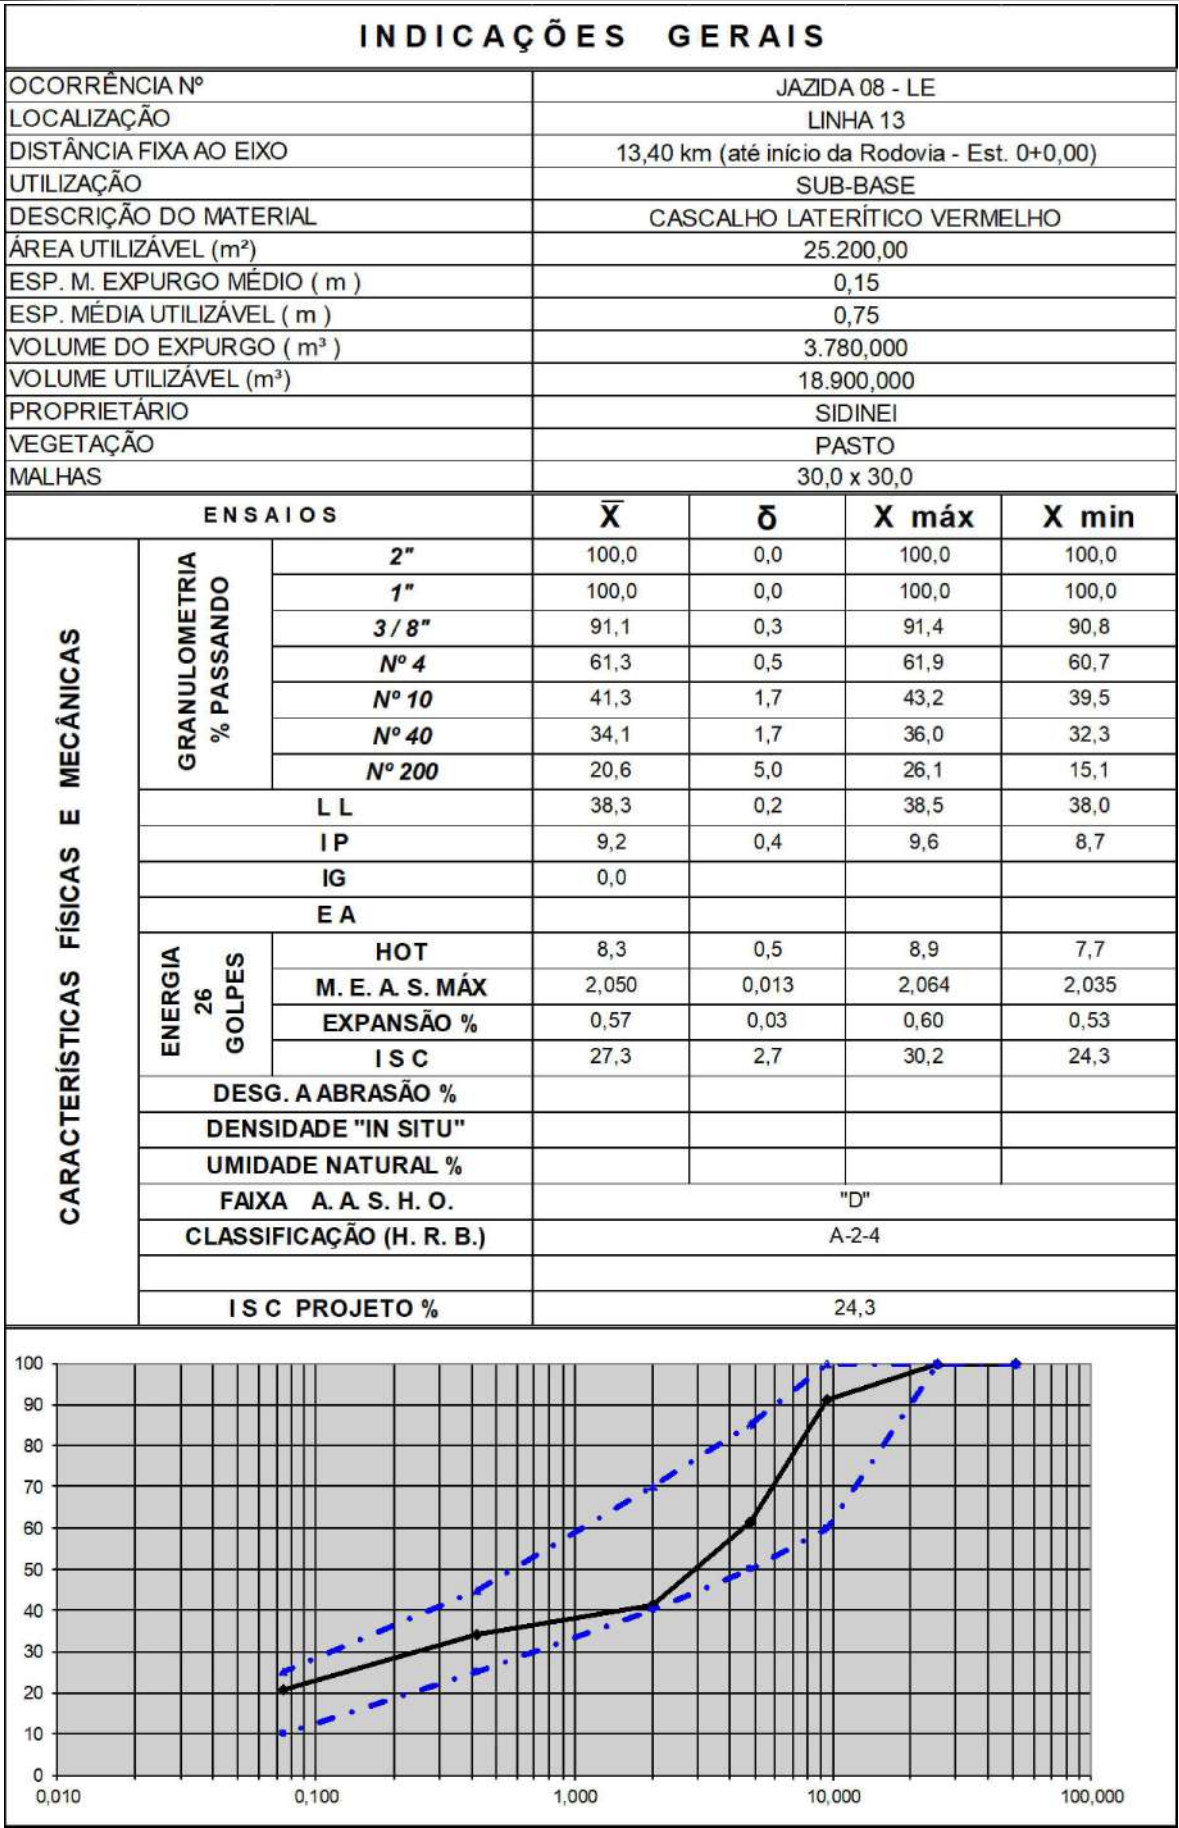 INDICAÇÕES GERAIS
OCORRÊNCIA Nº JAZIDA 08 - LE
LOCALIZAÇÃO LINHA 13
DISTÂNCIA FIXA AO EIXO 13,40 km (até início da Rodovia - Est. 0+0,00)
UTILIZAÇÃO SUB-BASE
DESCRIÇÃO DO MATERIAL CASCALHO LATERÍTICO VERMELHO
ÁREA UTILIZÁVEL (m²) 25.200,00
ESP. M. EXPURGO MÉDIO ( m ) 0,15
ESP. MÉDIA UTILIZÁVEL ( m ) 0,75
VOLUME DO EXPURGO ( m³ ) 3.780,000
VOLUME UTILIZÁVEL (m³) 18.900,000
PROPRIETÁRIO SIDINEI
VEGETAÇÃO PASTO
MALHAS 30,0 x 30,0
ENSAIOS X̅ δ X máx X min
CARACTERÍSTICAS FÍSICAS E MECÂNICAS
GRANULOMETRIA
% PASSANDO
2" 100,0 0,0 100,0 100,0
1" 100,0 0,0 100,0 100,0
3 / 8" 91,1 0,3 91,4 90,8
Nº 4 61,3 0,5 61,9 60,7
Nº 10 41,3 1,7 43,2 39,5
Nº 40 34,1 1,7 36,0 32,3
Nº 200 20,6 5,0 26,1 15,1
L L 38,3 0,2 38,5 38,0
I P 9,2 0,4 9,6 8,7
IG 0,0
E A
ENERGIA
26
GOLPES
HOT 8,3 0,5 8,9 7,7
M. E. A. S. MÁX 2,050 0,013 2,064 2,035
EXPANSÃO % 0,57 0,03 0,60 0,53
I S C 27,3 2,7 30,2 24,3
DESG. A ABRASÃO %
DENSIDADE "IN SITU"
UMIDADE NATURAL %
FAIXA A. A. S. H. O. "D"
CLASSIFICAÇÃO (H. R. B.) A-2-4
I S C PROJETO % 24,3
100
90
80
70
60
50
40
30
20
10
0
0,010 0,100 1,000 10,000 100,000